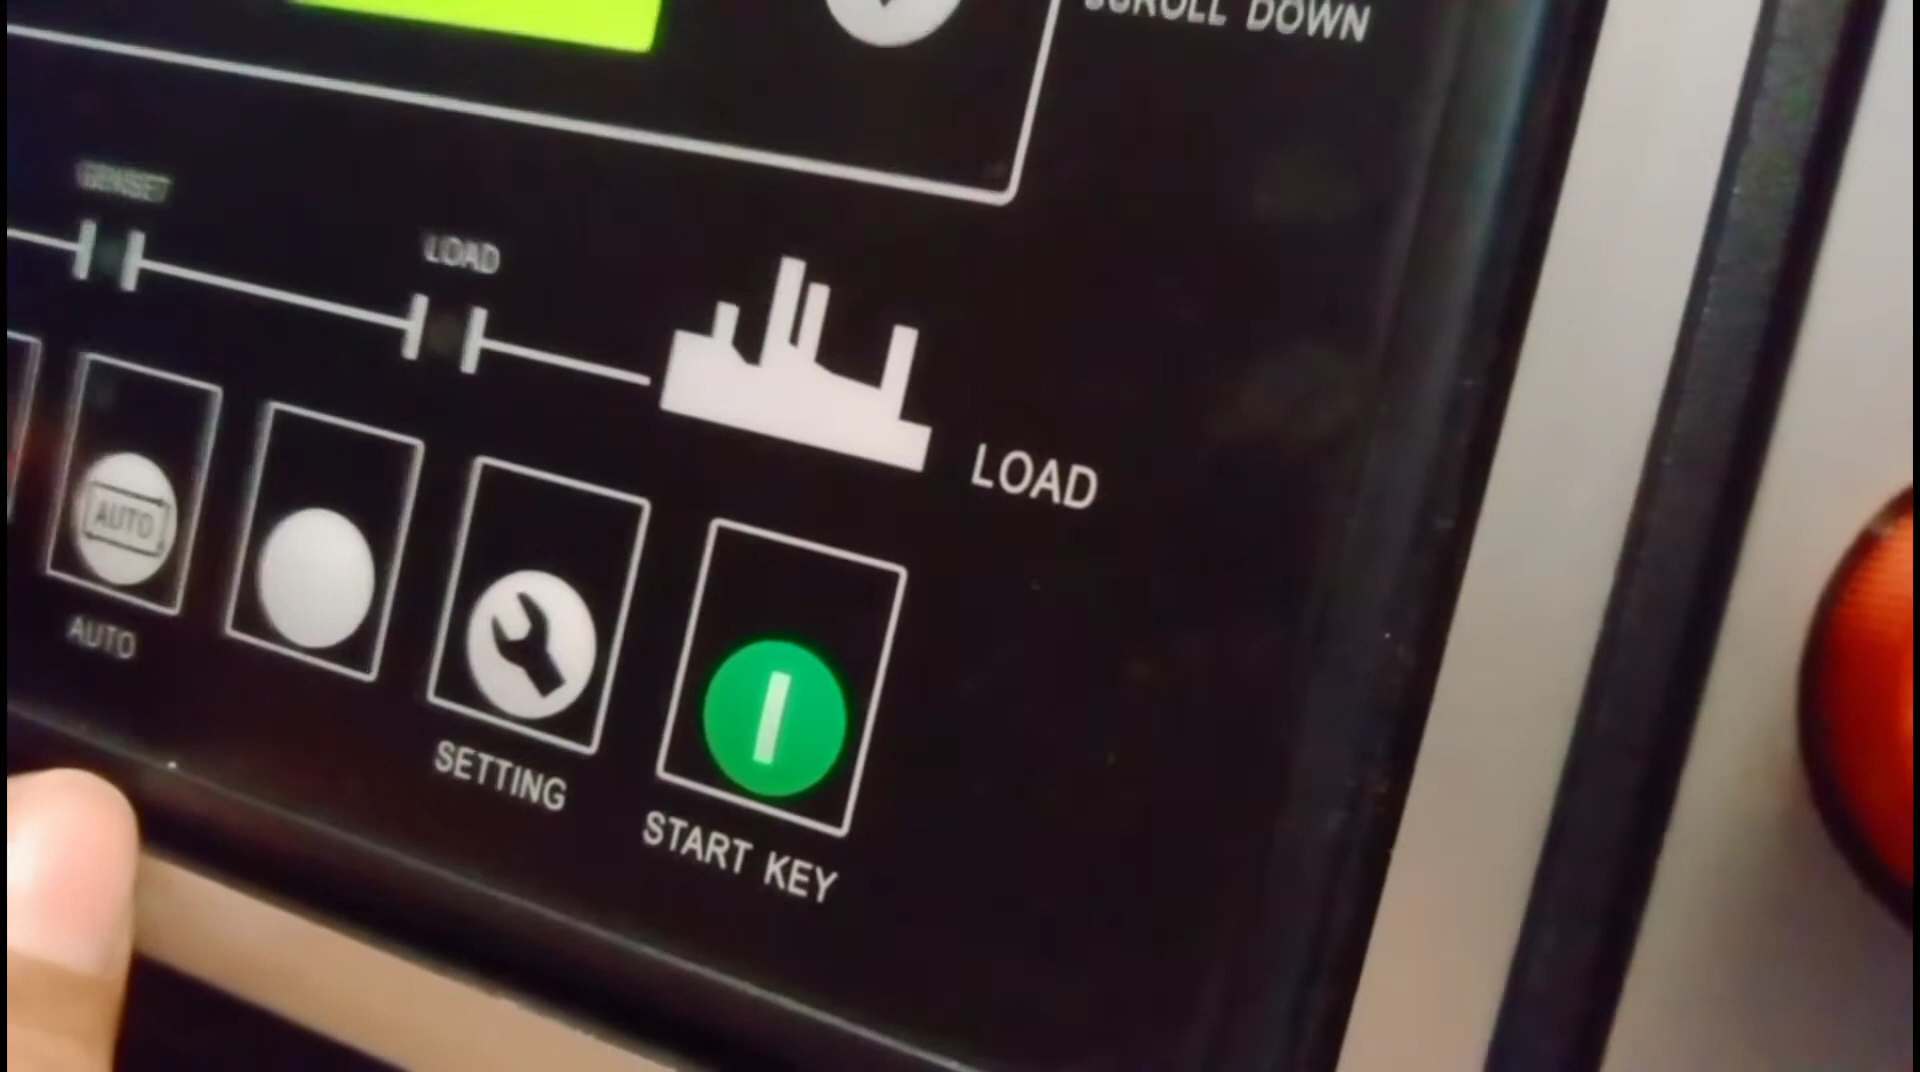 SCROLL DOWN
GENSET
LOAD
LOAD
AUTO
AUTO
SETTING
START KEY